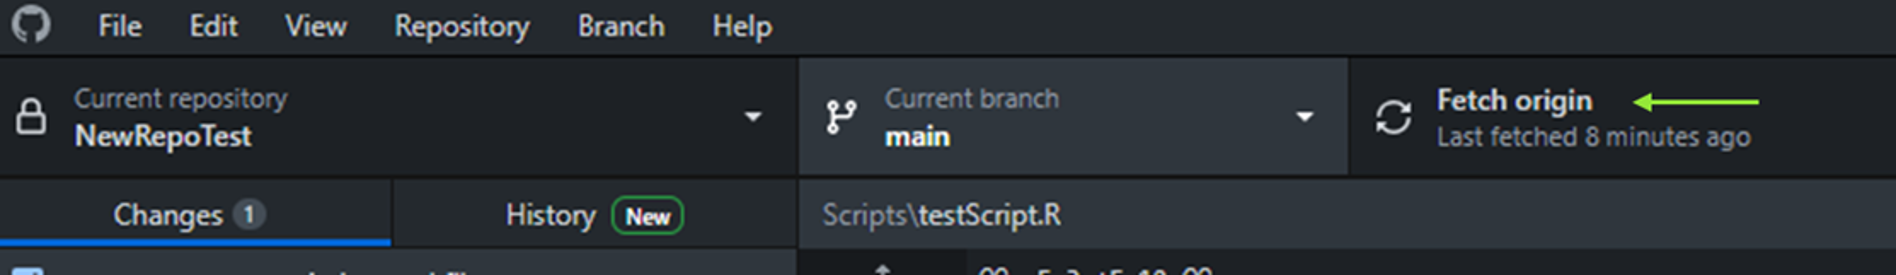 File Edit View Repository Branch Help
Current repository
NewRepoTest
Current branch
main
Fetch origin
Last fetched 8 minutes ago
Changes 1
History New
Scripts\testScript.R